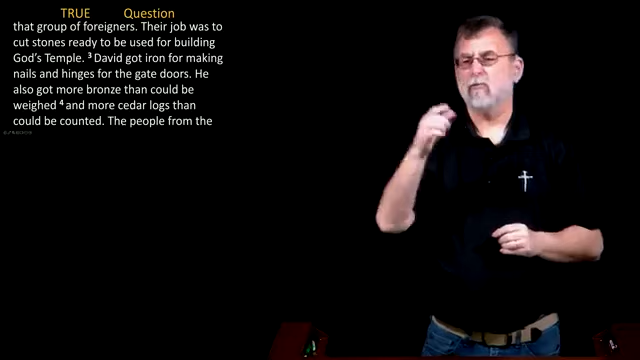 TRUE Question
that group of foreigners. Their job was to
cut stones ready to be used for building
God’s Temple. ³ David got iron for making
nails and hinges for the gate doors. He
also got more bronze than could be
weighed ⁴ and more cedar logs than
could be counted. The people from the